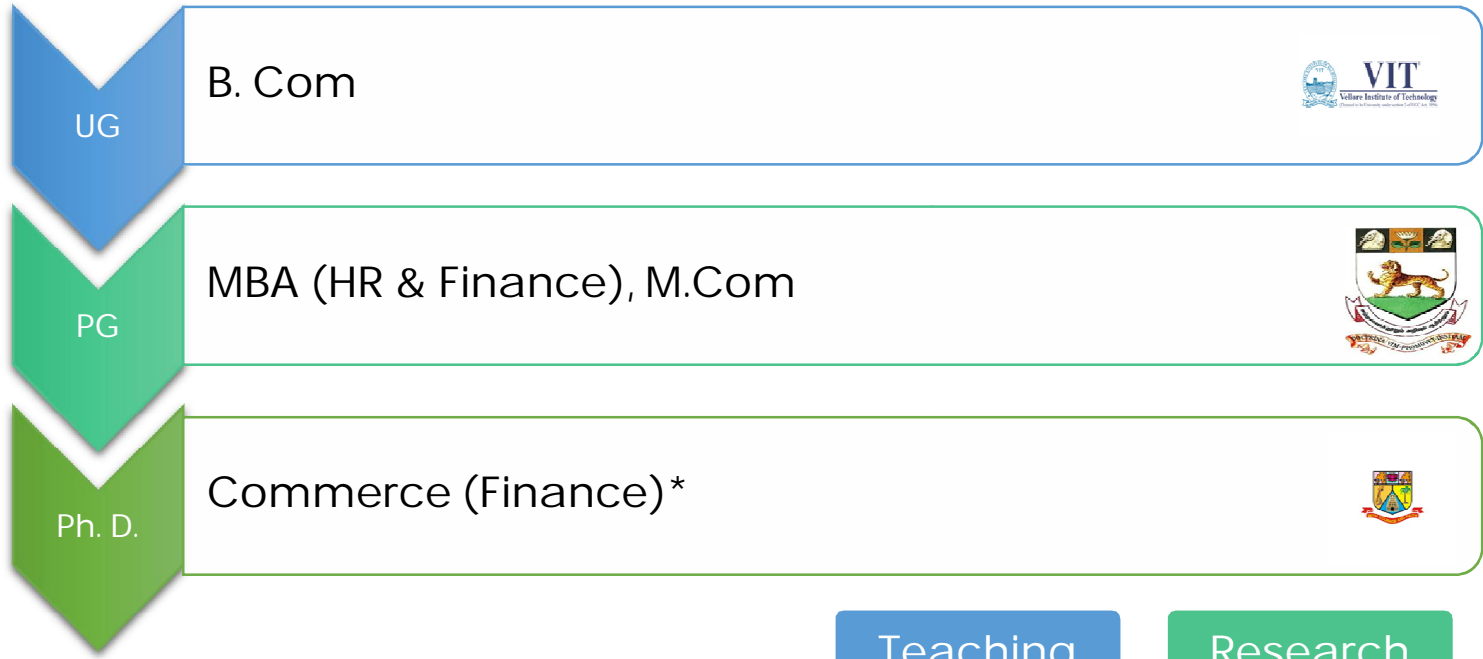 UG
B. Com
VIT
Vellore Institute of Technology
PG
MBA (HR & Finance), M.Com
Ph. D.
Commerce (Finance)*
Teaching
Research